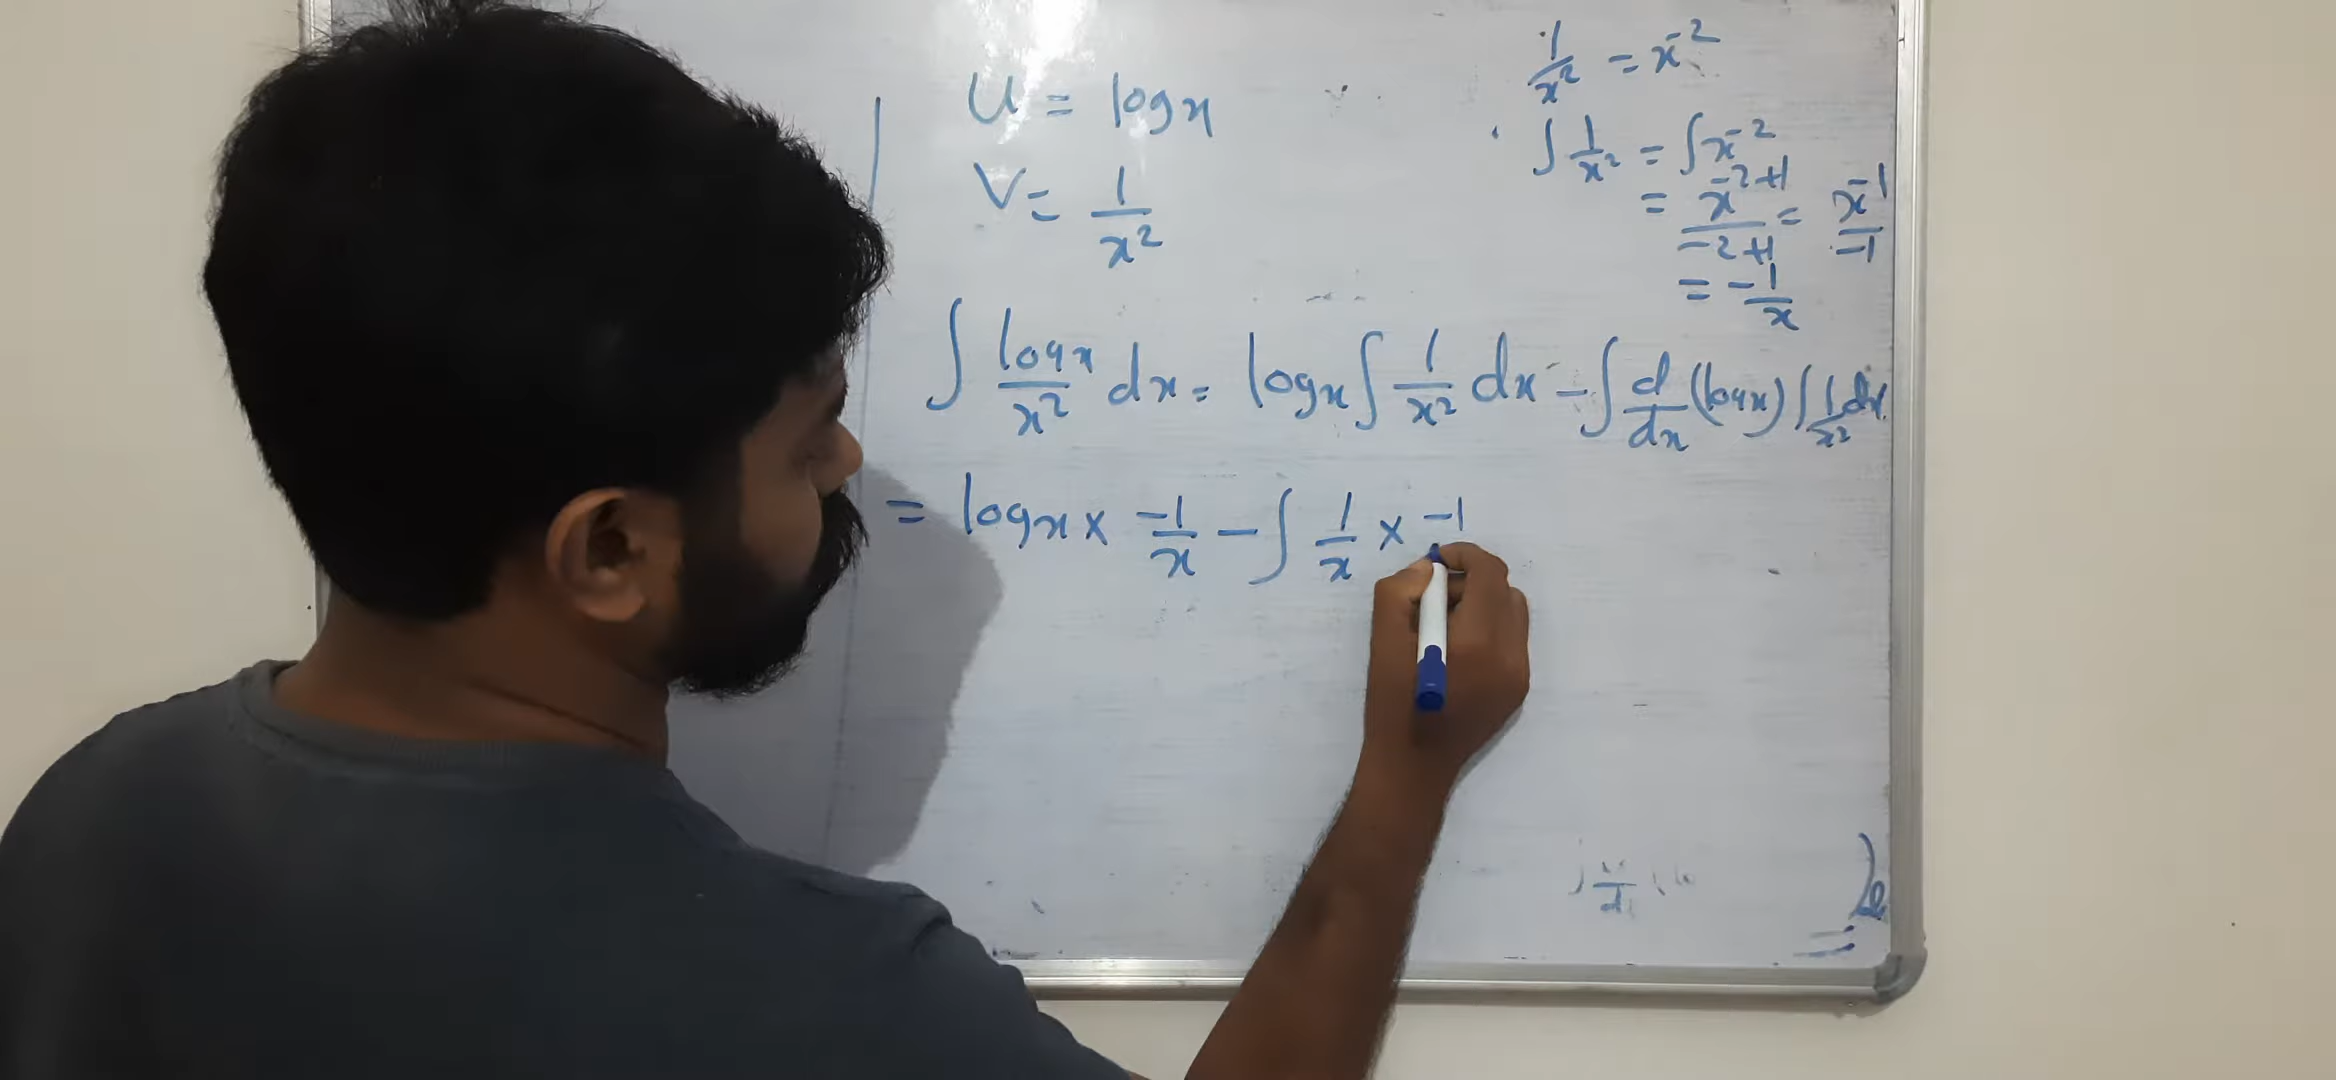 U = log x
V = 1/x²
∫ log x/x² dx = log x ∫ 1/x² dx - ∫ d/dx (log x) ∫ 1/x² dx
= log x × -1/x - ∫ 1/x × -1
1/x² = x⁻²
∫ 1/x² = ∫ x⁻²
= x⁻²⁺¹/-2+1 = x⁻¹/-1
= -1/x